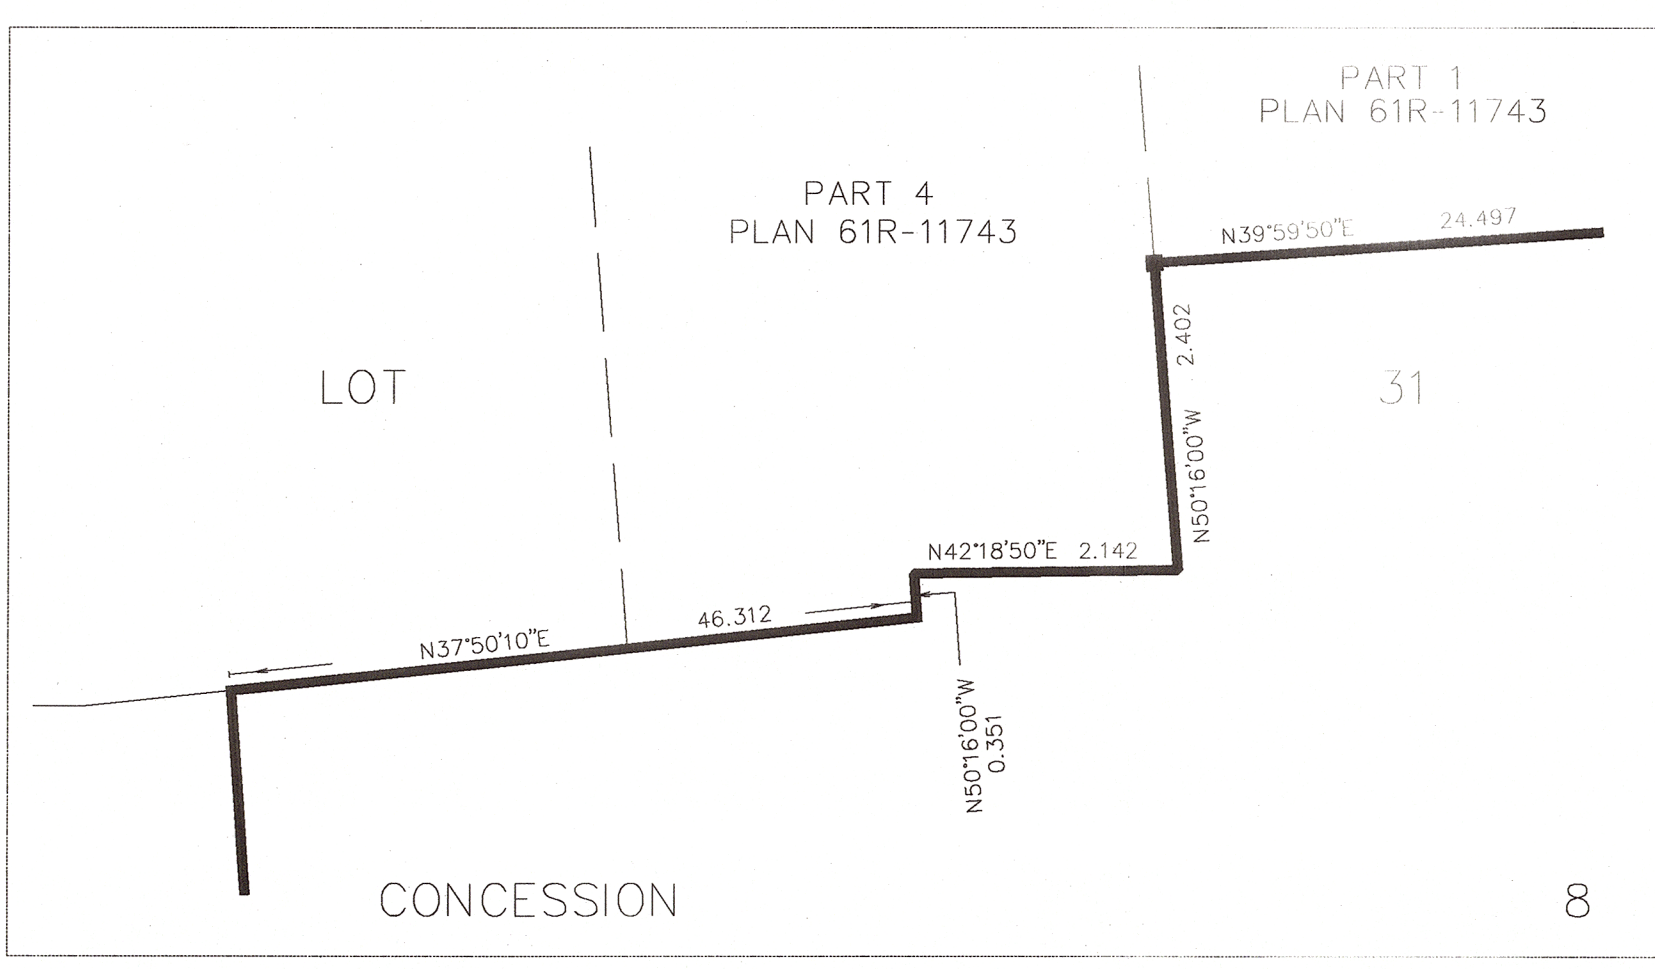 PART 1
PLAN 61R-11743
PART 4
PLAN 61R-11743
N39°59'50"E 24.497
2.402
N50°16'00"W
LOT
31
N42°18'50"E 2.142
46.312
N37°50'10"E
N50°16'00"W
0.351
CONCESSION
8